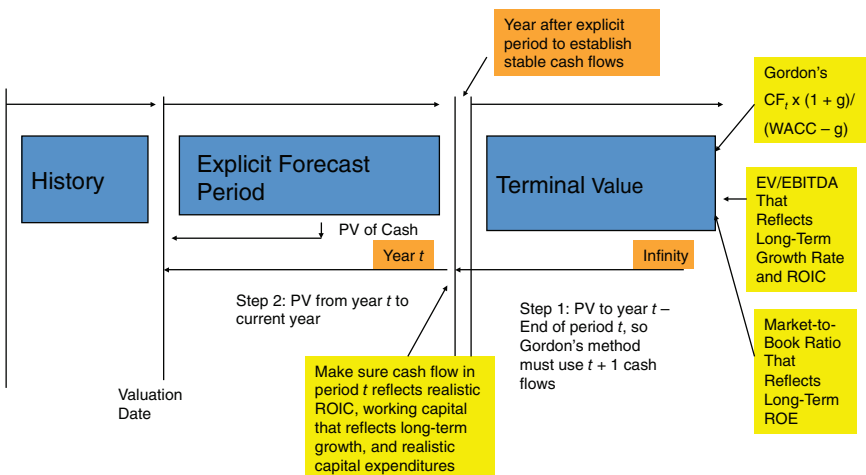 Year after explicit
period to establish
stable cash flows
Gordon's
CFt x (1 + g)/
(WACC – g)
History
Explicit Forecast
Period
Terminal Value
EV/EBITDA
That
Reflects
Long-Term
Growth Rate
and ROIC
PV of Cash
Year t
Infinity
Step 2: PV from year t to
current year
Step 1: PV to year t –
End of period t, so
Gordon's method
must use t + 1 cash
flows
Market-to-
Book Ratio
That
Reflects
Long-Term
ROE
Make sure cash flow in
period t reflects realistic
ROIC, working capital
that reflects long-term
growth, and realistic
capital expenditures
Valuation
Date